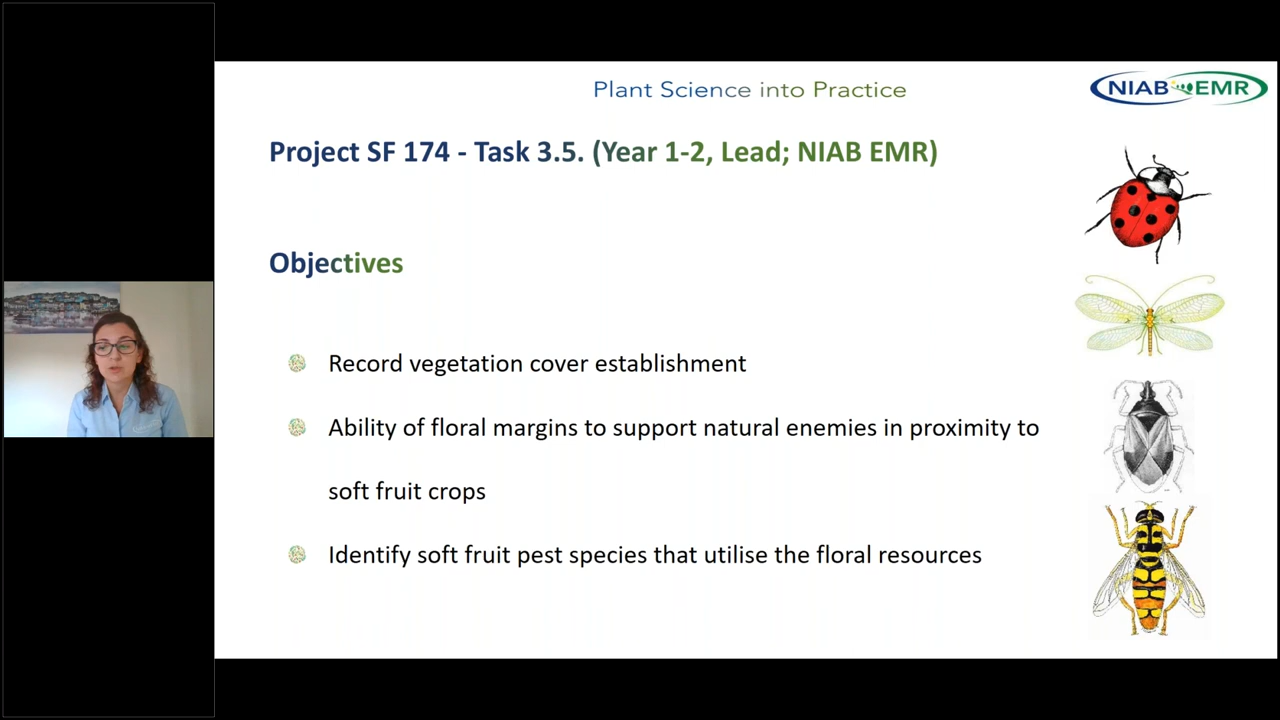 Plant Science into Practice
NIAB EMR
Project SF 174 - Task 3.5. (Year 1-2, Lead; NIAB EMR)
Objectives
Record vegetation cover establishment
Ability of floral margins to support natural enemies in proximity to
soft fruit crops
Identify soft fruit pest species that utilise the floral resources